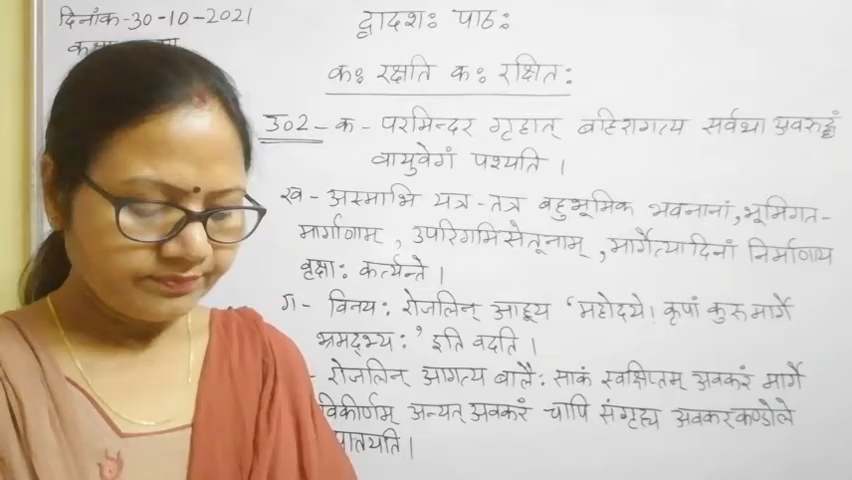 दिनांक-30-10-2021
द्वादशः पाठः
कः रक्षति कः रक्षितः
उ०2 - क - परमिन्दर गृहात् बहिरागत्य सर्वथा अवरुद्धं
वायुवेगं पश्यति ।
ख - अस्माभि यत्र-तत्र बहुभूमिक भवनानां, भूमिगत-
मार्गाणाम्, उपरिगमिसेतूनाम्, मार्गेत्यादिनां निर्माणाय
वृक्षाः कर्त्यन्ते ।
ग - विनयः रोजलिन् आहूय 'महोदये। कृपां कुरु मार्गे
भ्रमद्भ्यः' इति वदति ।
- रोजलिन् आगत्य बालैः साकं स्वक्षिप्तम् अवकरं मार्गे
विकीर्णम् अन्यत् अवकरं चापि संगृह्य अवकरकण्डोले
पातयति ।